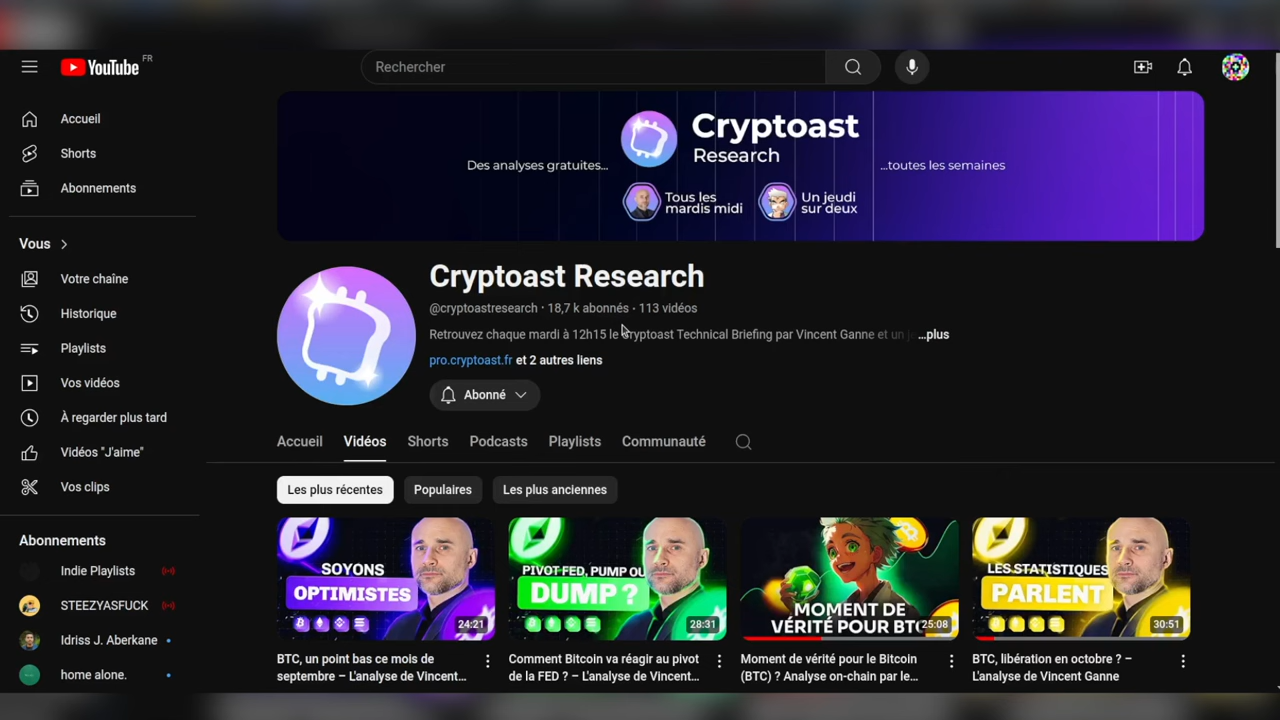 YouTube FR
Rechercher
Accueil
Shorts
Abonnements
Vous
Votre chaîne
Historique
Playlists
Vos vidéos
À regarder plus tard
Vidéos "J'aime"
Vos clips
Abonnements
Indie Playlists
STEEZYASFUCK
Idriss J. Aberkane
home alone.
Des analyses gratuites...
Cryptoast
Research
...toutes les semaines
Tous les
mardis midi
Un jeudi
sur deux
Cryptoast Research
@cryptoastresearch · 18,7 k abonnés · 113 vidéos
Retrouvez chaque mardi à 12h15 le Cryptoast Technical Briefing par Vincent Ganne et un je ...plus
pro.cryptoast.fr et 2 autres liens
Abonné
Accueil Vidéos Shorts Podcasts Playlists Communauté
Les plus récentes Populaires Les plus anciennes
SOYONS
OPTIMISTES
24:21
BTC, un point bas ce mois de
septembre – L'analyse de Vincent...
PIVOT FED, PUMP OU
DUMP ?
28:31
Comment Bitcoin va réagir au pivot
de la FED ? – L'analyse de Vincent...
MOMENT DE
VÉRITÉ POUR BTC
25:08
Moment de vérité pour le Bitcoin
(BTC) ? Analyse on-chain par le...
LES STATISTIQUES
PARLENT
30:51
BTC, libération en octobre ? –
L'analyse de Vincent Ganne